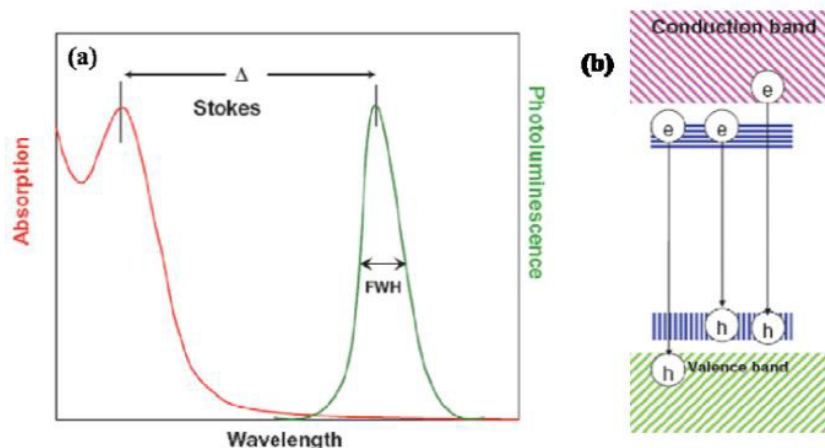 (a)
Δ
Stokes
FWH
Absorption
Photoluminescence
Wavelength
(b)
Conduction band
e
e
e
h
h
h
Valence band